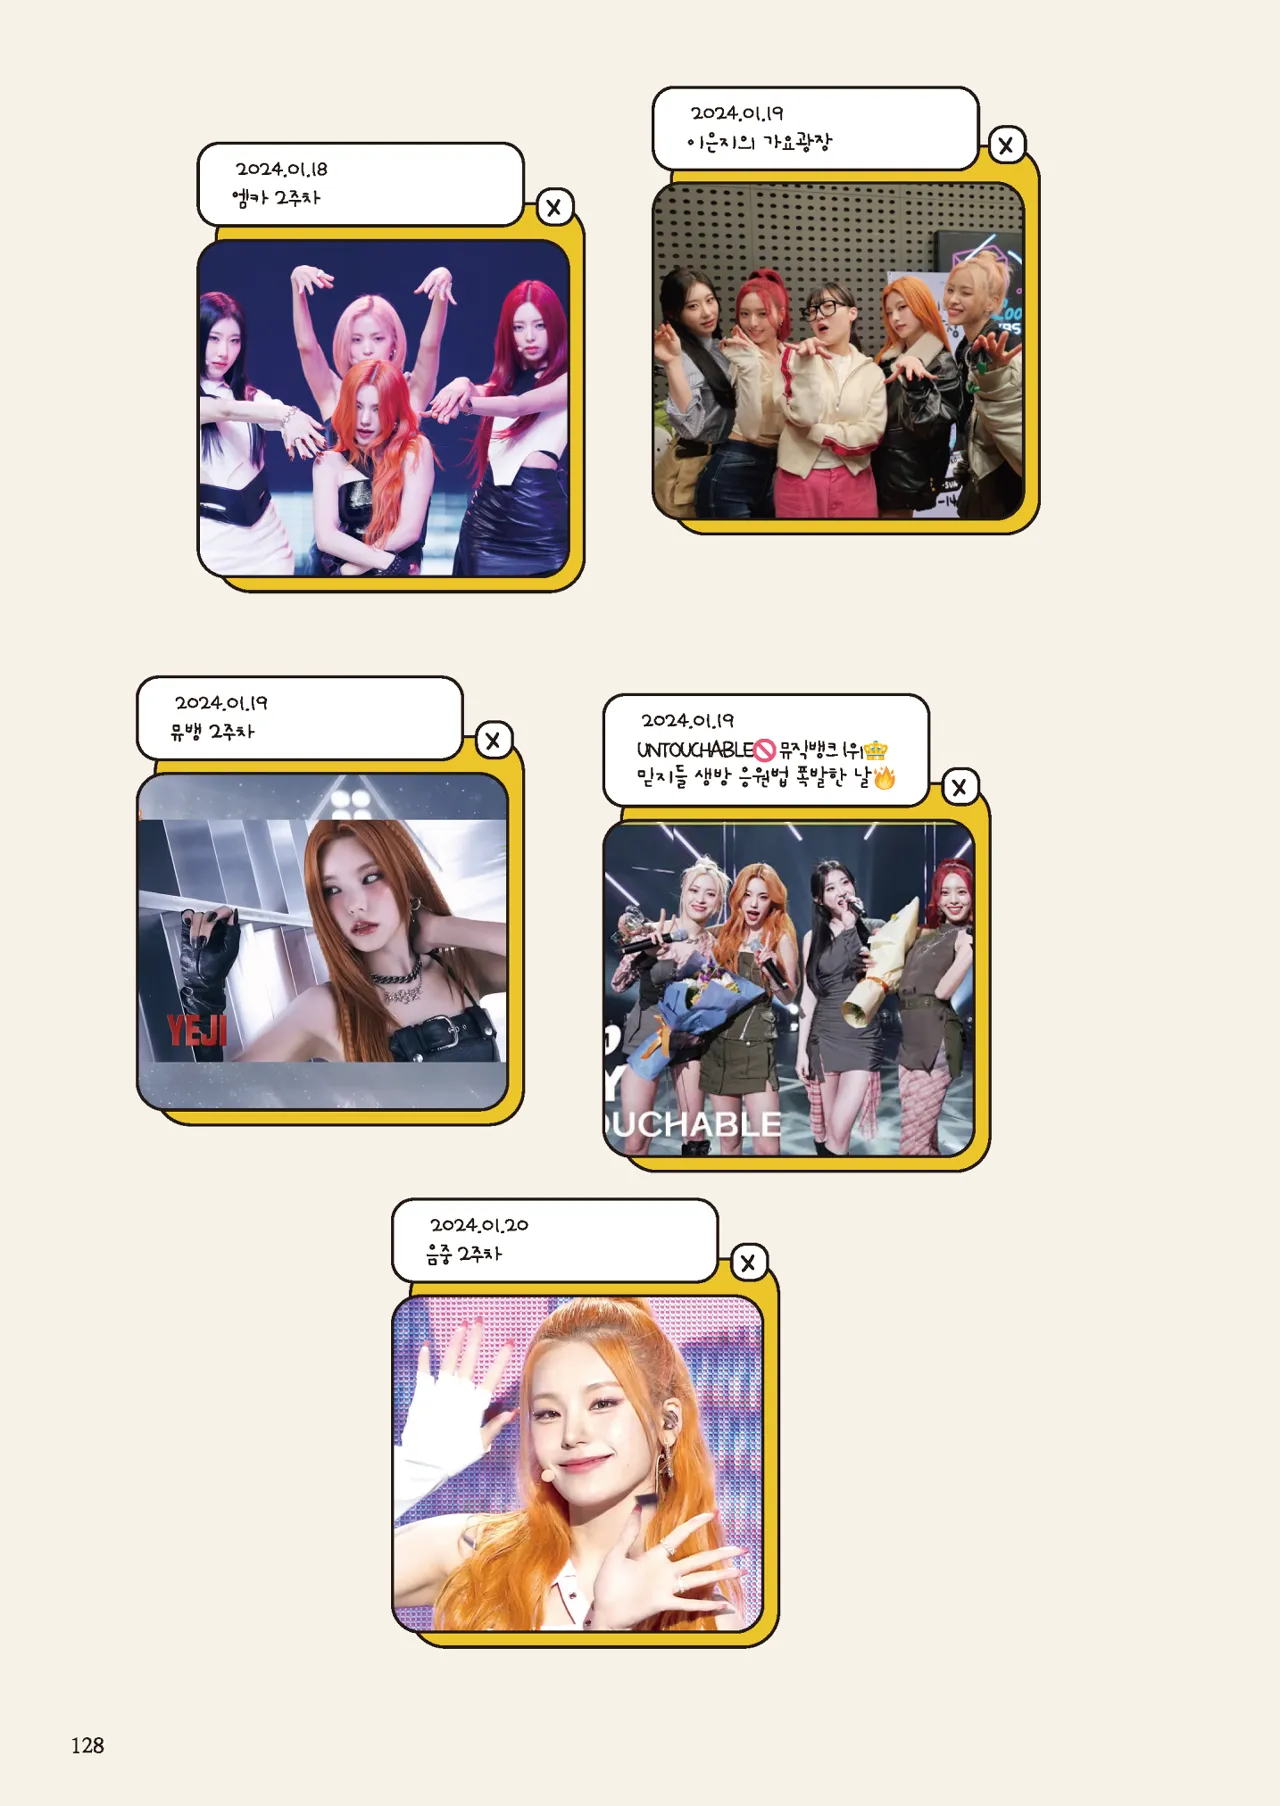 2024.01.18
엠카 2주차
X
2024.01.19
이은지의 가요광장
X
2024.01.19
뮤뱅 2주차
X
YEJI
2024.01.19
UNTOUCHABLE🚫뮤직뱅크 1위👑
믿지들 생방 응원법 폭발한 날🔥
X
Y
OUCHABLE
2024.01.20
음중 2주차
X
128